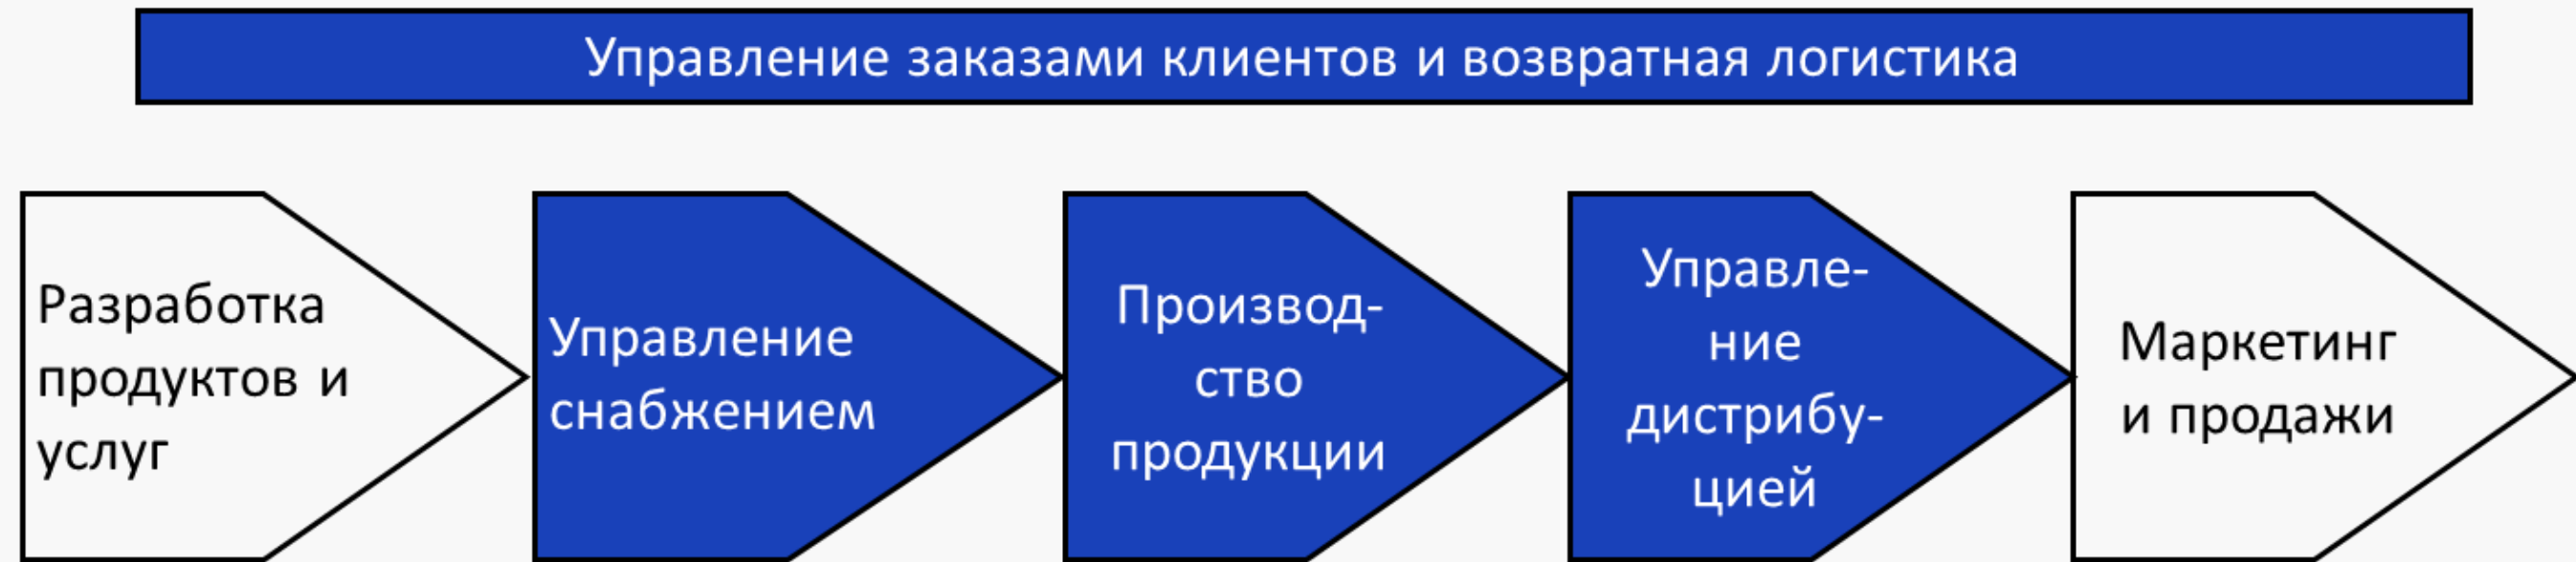 Управление заказами клиентов и возвратная логистика
Разработка
продуктов и
услуг
Управление
снабжением
Производ-
ство
продукции
Управле-
ние
дистрибу-
цией
Маркетинг
и продажи